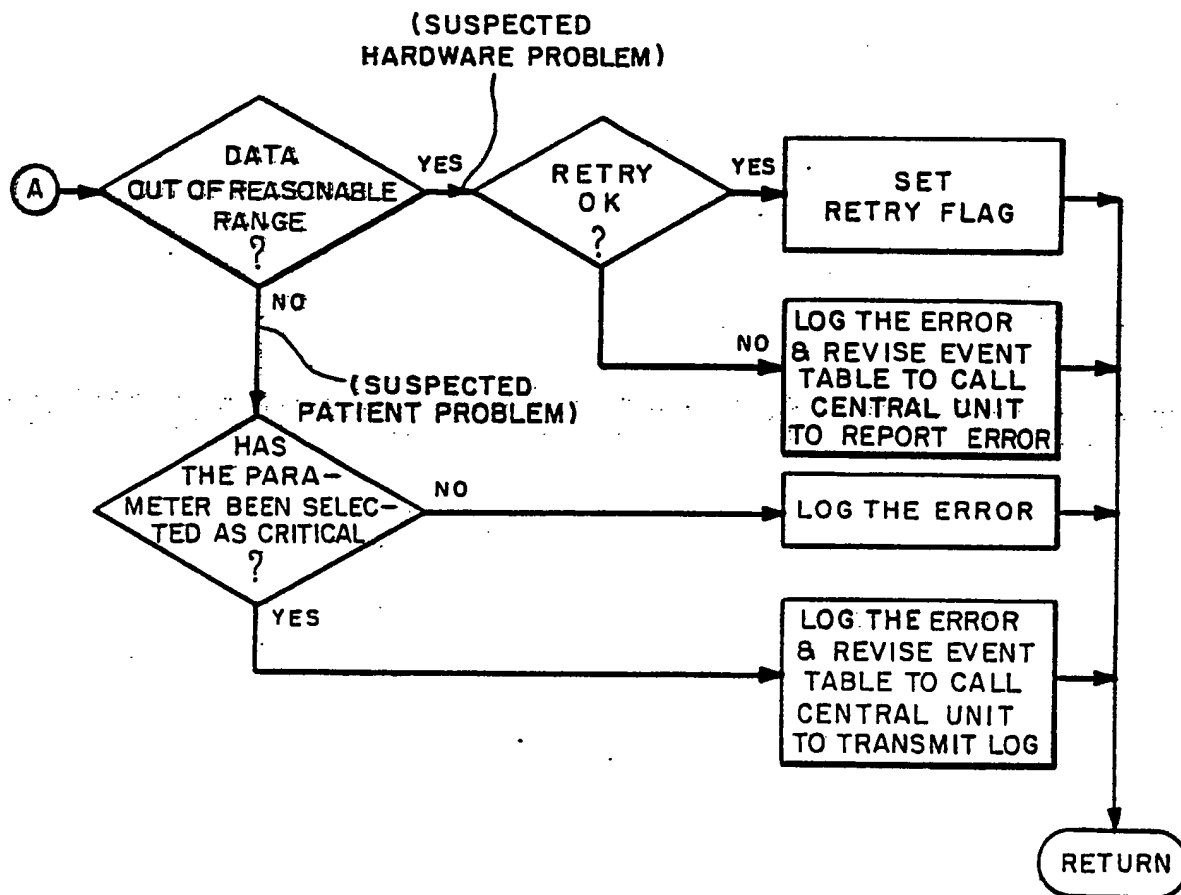 (SUSPECTED
HARDWARE PROBLEM)
A
DATA
OUT OF REASONABLE
RANGE
?
YES
RETRY
OK
?
YES
SET
RETRY FLAG
NO
NO
LOG THE ERROR
& REVISE EVENT
TABLE TO CALL
CENTRAL UNIT
TO REPORT ERROR
(SUSPECTED
PATIENT PROBLEM)
HAS
THE PARA-
METER BEEN SELEC-
TED AS CRITICAL
?
NO
LOG THE ERROR
YES
LOG THE ERROR
& REVISE EVENT
TABLE TO CALL
CENTRAL UNIT
TO TRANSMIT LOG
RETURN